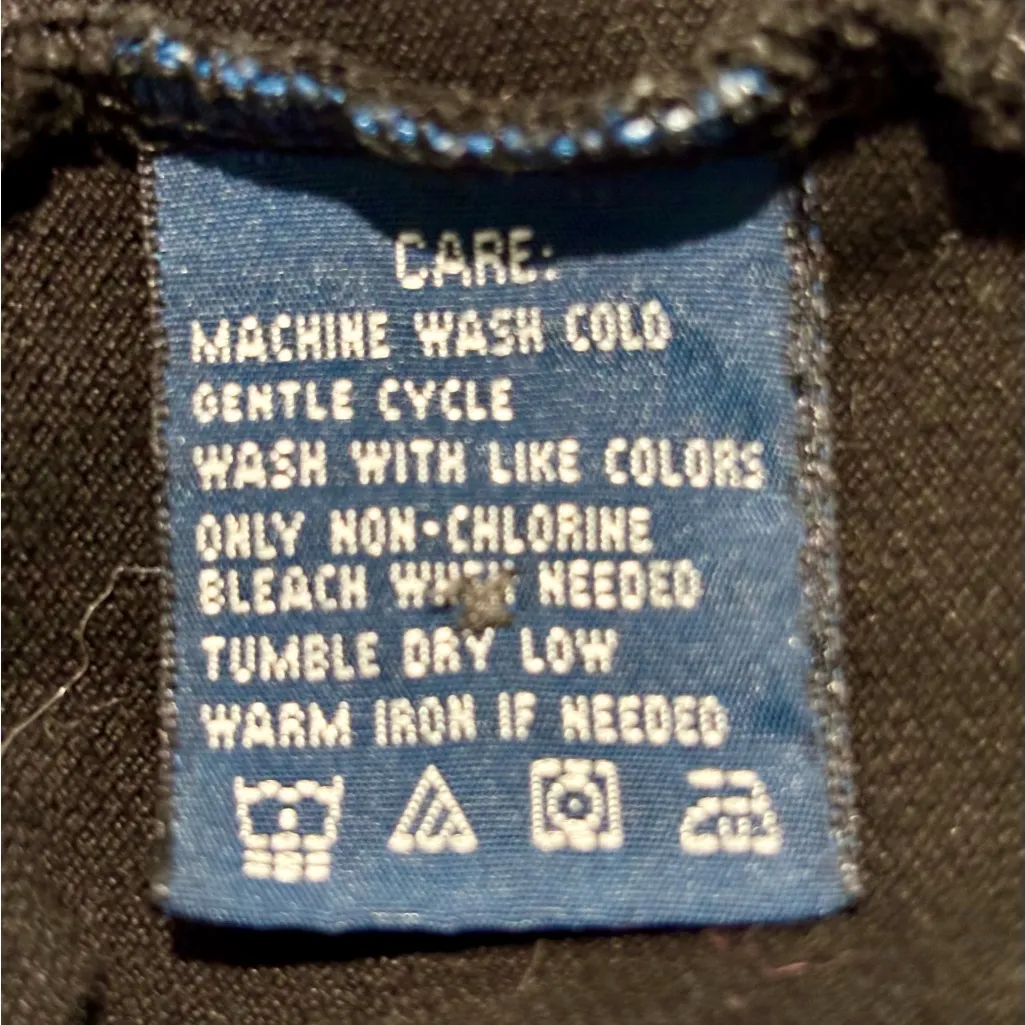 CARE:
MACHINE WASH COLD
GENTLE CYCLE
WASH WITH LIKE COLORS
ONLY NON-CHLORINE
BLEACH WHEN NEEDED
TUMBLE DRY LOW
WARM IRON IF NEEDED